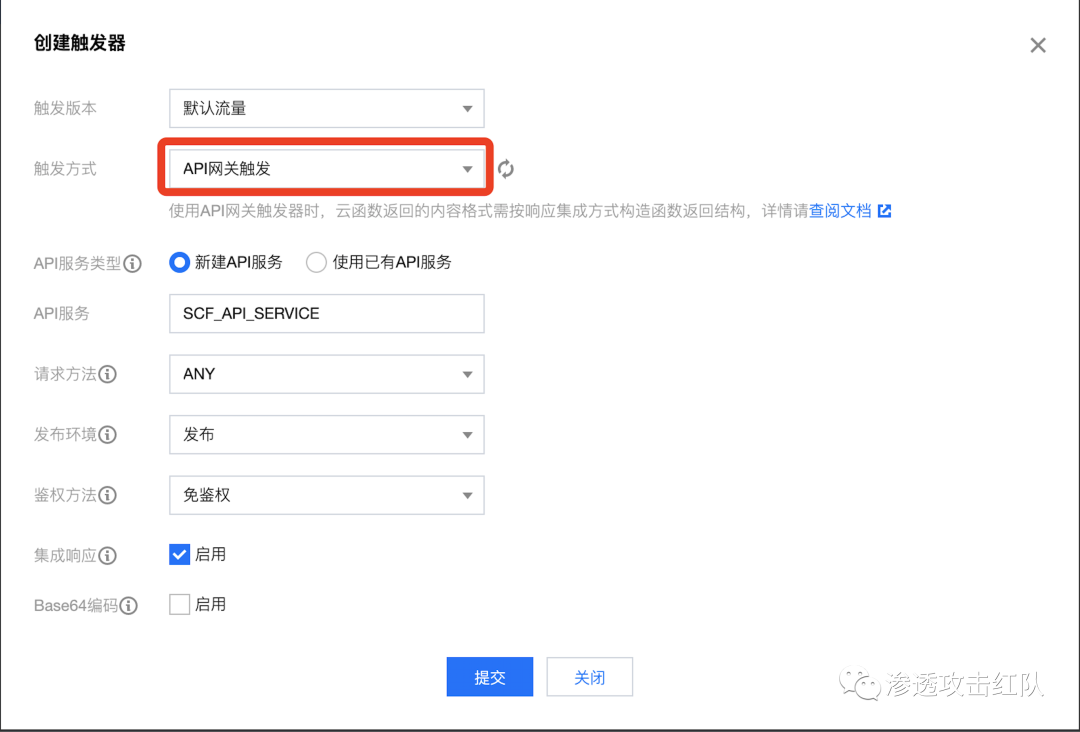 创建触发器
触发版本 默认流量
触发方式 API网关触发
使用API网关触发器时，云函数返回的内容格式需按响应集成方式构造函数返回结构，详情请查阅文档
API服务类型 新建API服务 使用已有API服务
API服务 SCF_API_SERVICE
请求方法 ANY
发布环境 发布
鉴权方法 免鉴权
集成响应 启用
Base64编码 启用
提交 关闭
渗透攻击红队